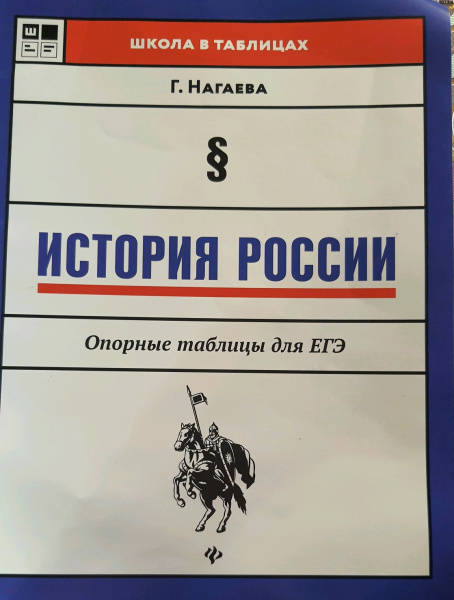 ШКОЛА В ТАБЛИЦАХ
Г. НАГАЕВА
§
ИСТОРИЯ РОССИИ
Опорные таблицы для ЕГЭ